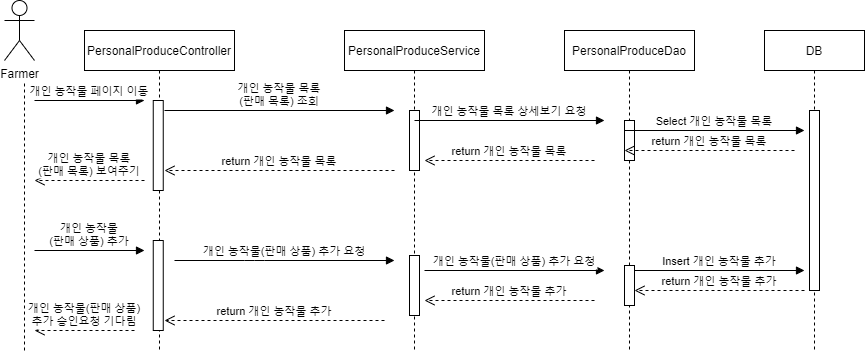 Farmer
PersonalProduceController
PersonalProduceService
PersonalProduceDao
DB
개인 농작물 페이지 이동
개인 농작물 목록
(판매 목록) 조회
개인 농작물 목록 상세보기 요청
Select 개인 농작물 목록
return 개인 농작물 목록
return 개인 농작물 목록
return 개인 농작물 목록
개인 농작물 목록
(판매 목록) 보여주기
개인 농작물
(판매 상품) 추가
개인 농작물(판매 상품) 추가 요청
개인 농작물(판매 상품) 추가 요청
Insert 개인 농작물 추가
return 개인 농작물 추가
return 개인 농작물 추가
return 개인 농작물 추가
개인 농작물(판매 상품)
추가 승인요청 기다림